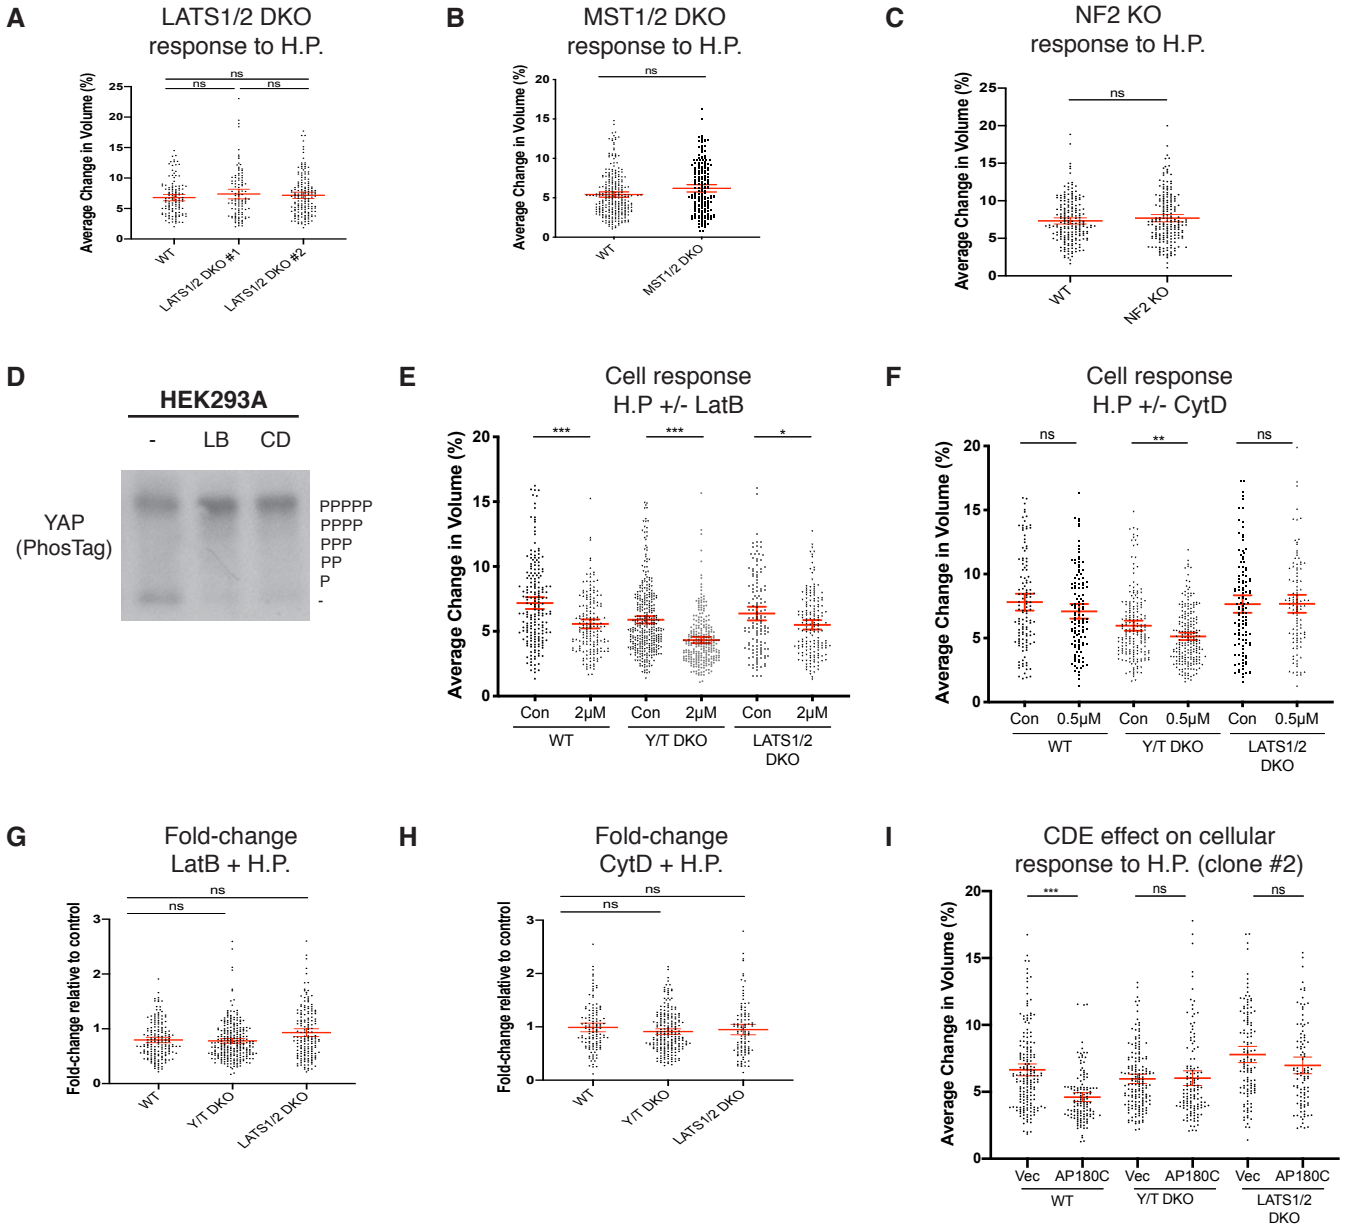 A
LATS1/2 DKO
response to H.P.
Average Change in Volume (%)
25
20
15
10
5
0
ns
ns
ns
WT
LATS1/2 DKO #1
LATS1/2 DKO #2
B
MST1/2 DKO
response to H.P.
Average Change in Volume (%)
20
15
10
5
0
ns
WT
MST1/2 DKO
C
NF2 KO
response to H.P.
Average Change in Volume (%)
25
20
15
10
5
0
ns
WT
NF2 KO
D
HEK293A
- LB CD
YAP
(PhosTag)
PPPPP
PPPP
PPP
PP
P
-
E
Cell response
H.P +/- LatB
Average Change in Volume (%)
20
15
10
5
0
*** *** *
Con 2µM Con 2µM Con 2µM
WT Y/T DKO LATS1/2
DKO
F
Cell response
H.P +/- CytD
Average Change in Volume (%)
20
15
10
5
0
ns ** ns
Con 0.5µM Con 0.5µM Con 0.5µM
WT Y/T DKO LATS1/2
DKO
G
Fold-change
LatB + H.P.
Fold-change relative to control
3
2
1
0
ns
ns
WT
Y/T DKO
LATS1/2 DKO
H
Fold-change
CytD + H.P.
Fold-change relative to control
3
2
1
0
ns
ns
WT
Y/T DKO
LATS1/2 DKO
I
CDE effect on cellular
response to H.P. (clone #2)
Average Change in Volume (%)
20
15
10
5
0
*** ns ns
Vec AP180C Vec AP180C Vec AP180C
WT Y/T DKO LATS1/2
DKO